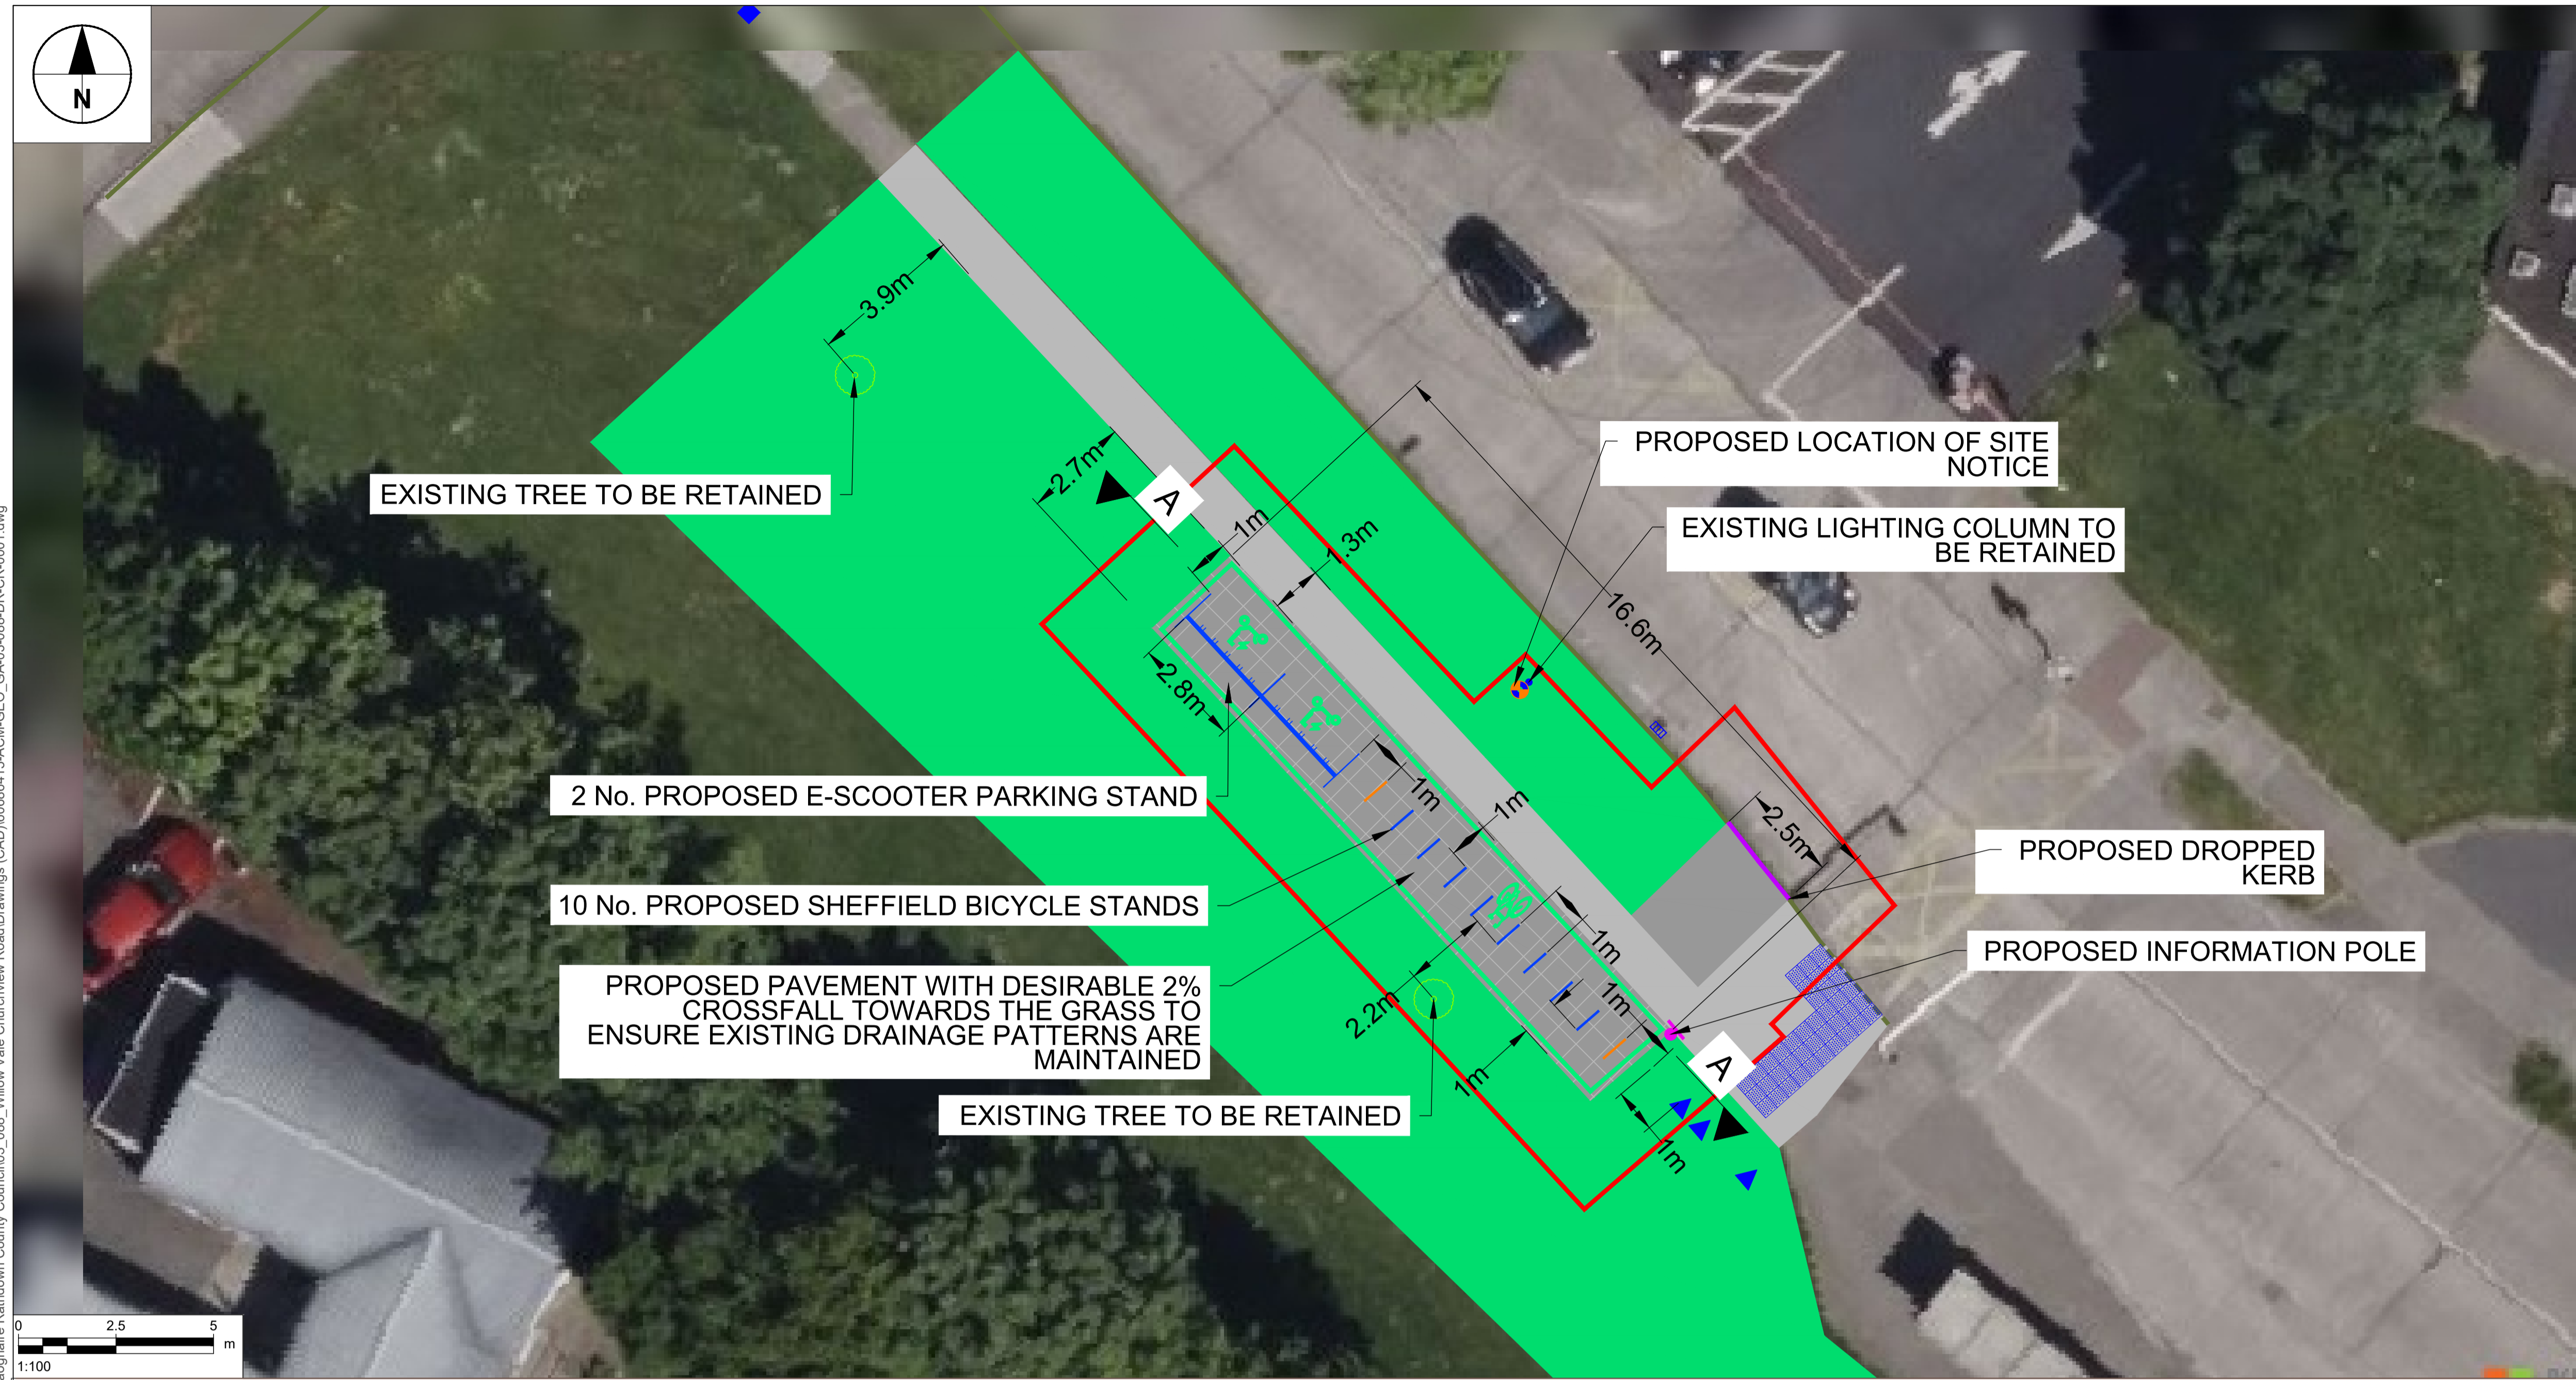 N
3.9m
EXISTING TREE TO BE RETAINED
2.7m
A
1m
PROPOSED LOCATION OF SITE
NOTICE
EXISTING LIGHTING COLUMN TO
BE RETAINED
16.6m
2.8m
2 No. PROPOSED E-SCOOTER PARKING STAND
1m
1m
2.5m
PROPOSED DROPPED
KERB
10 No. PROPOSED SHEFFIELD BICYCLE STANDS
1m
PROPOSED INFORMATION POLE
PROPOSED PAVEMENT WITH DESIRABLE 2%
CROSSFALL TOWARDS THE GRASS TO
ENSURE EXISTING DRAINAGE PATTERNS ARE
MAINTAINED
2.2m
1m
A
1m
EXISTING TREE TO BE RETAINED
1m
0 2.5 5
m
1:100